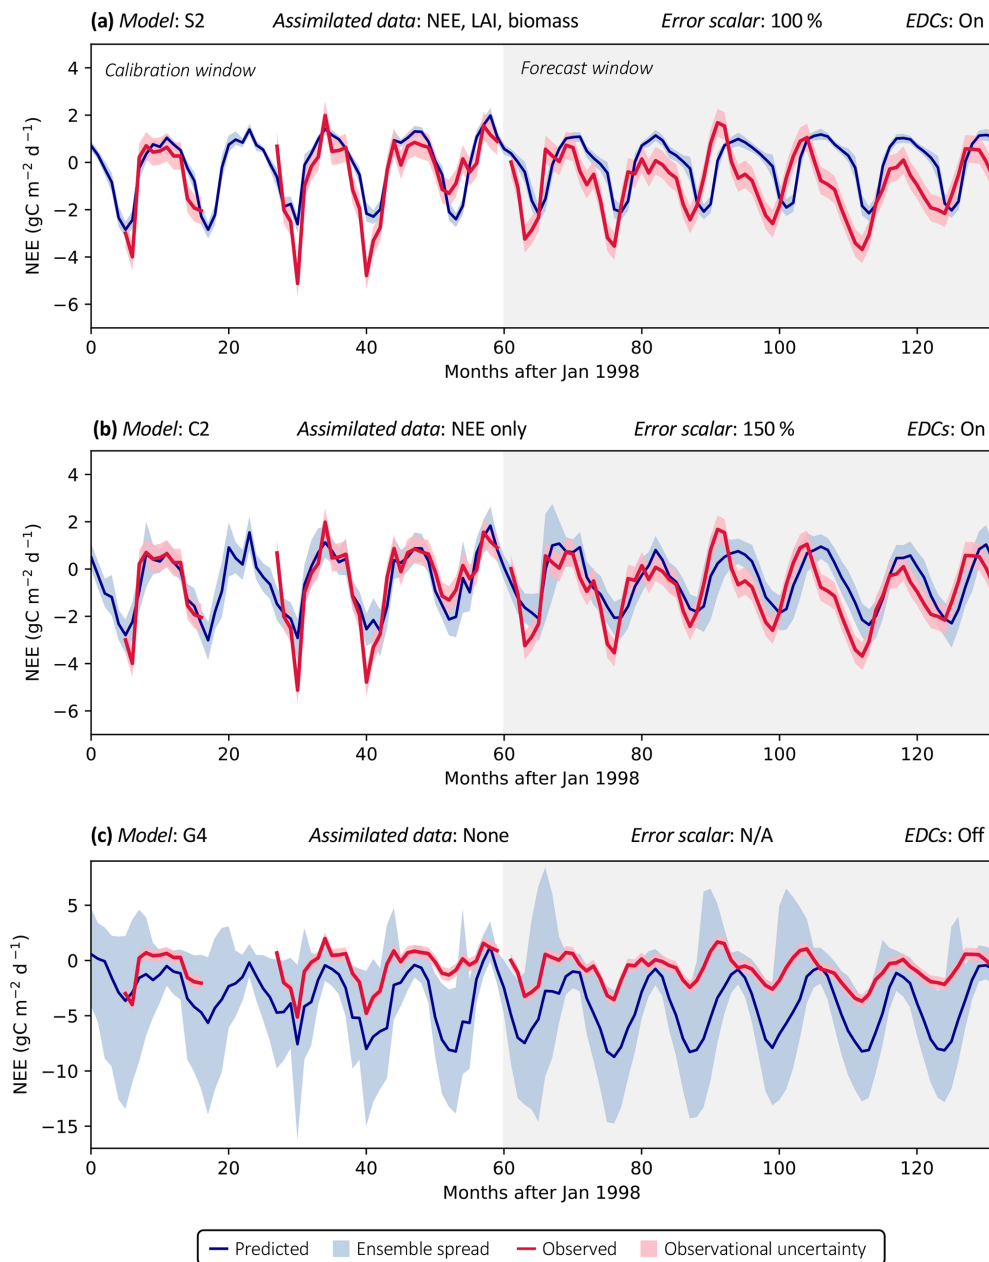 (a) Model: S2 Assimilated data: NEE, LAI, biomass Error scalar: 100 % EDCs: On
Calibration window
Forecast window
4
2
0
−2
−4
−6
NEE (gC m⁻² d⁻¹)
0 20 40 60 80 100 120
Months after Jan 1998
(b) Model: C2 Assimilated data: NEE only Error scalar: 150 % EDCs: On
4
2
0
−2
−4
−6
NEE (gC m⁻² d⁻¹)
0 20 40 60 80 100 120
Months after Jan 1998
(c) Model: G4 Assimilated data: None Error scalar: N/A EDCs: Off
5
0
−5
−10
−15
NEE (gC m⁻² d⁻¹)
0 20 40 60 80 100 120
Months after Jan 1998
Predicted Ensemble spread Observed Observational uncertainty